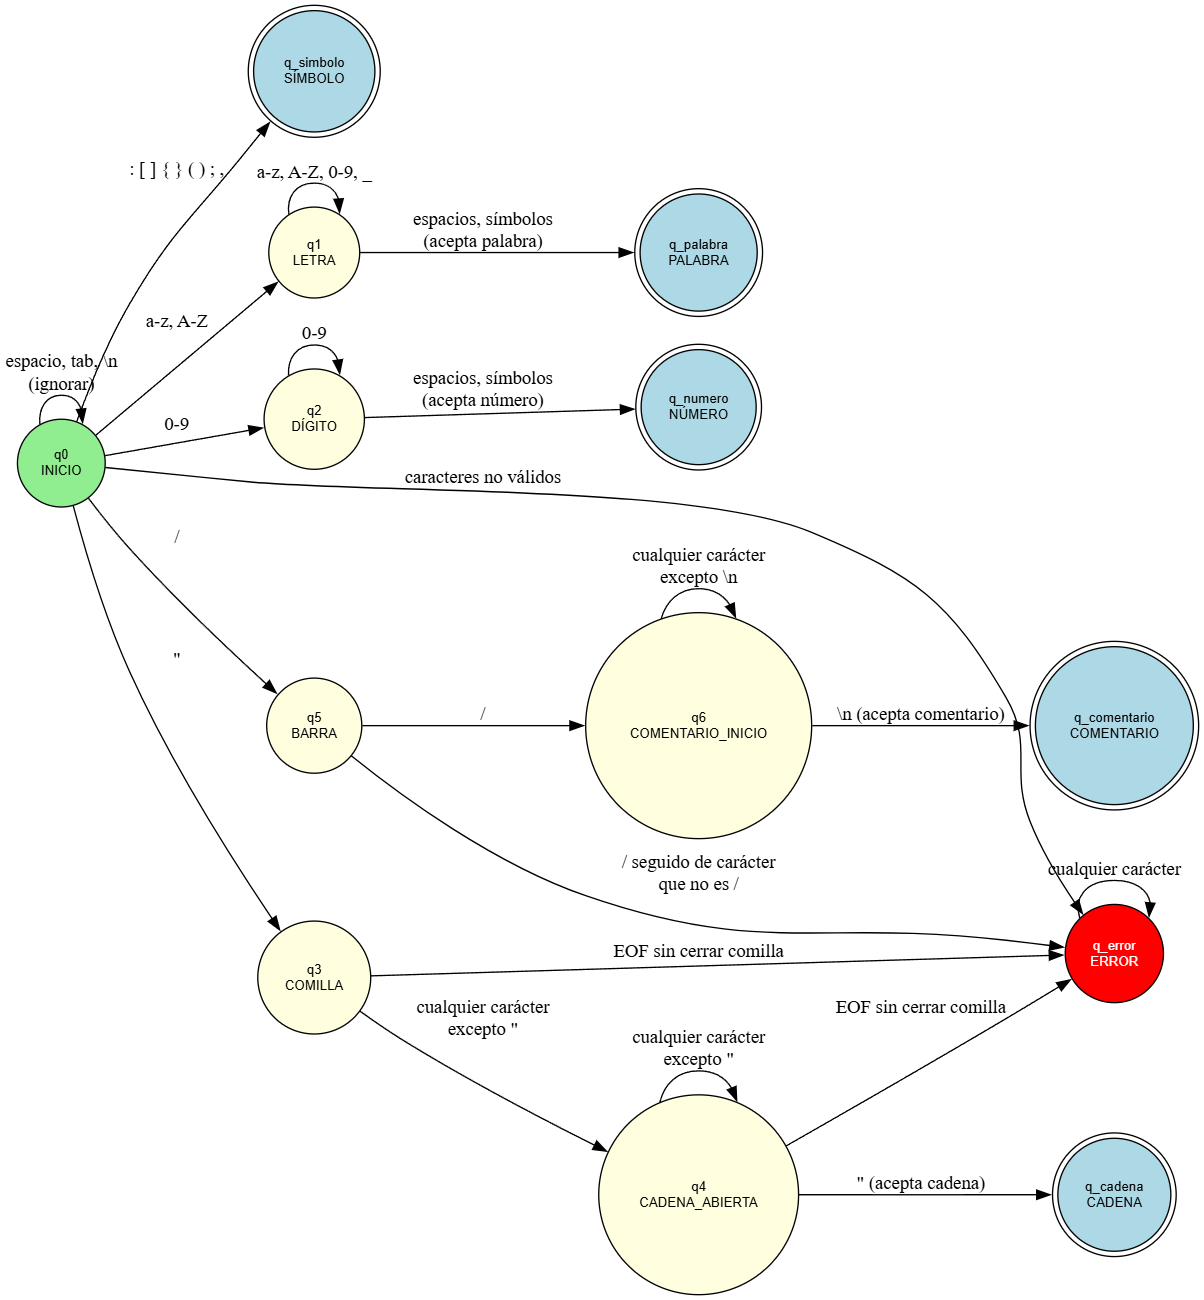 q_simbolo
SÍMBOLO
: [ ] { } ( ) ; ,
a-z, A-Z, 0-9, _
q1
LETRA
espacios, símbolos
(acepta palabra)
q_palabra
PALABRA
a-z, A-Z
0-9
espacio, tab, \n
(ignorar)
q2
DÍGITO
espacios, símbolos
(acepta número)
q_numero
NÚMERO
q0
INICIO
0-9
caracteres no válidos
/
cualquier carácter
excepto \n
"
q5
BARRA
/
q6
COMENTARIO_INICIO
\n (acepta comentario)
q_comentario
COMENTARIO
/ seguido de carácter
que no es /
cualquier carácter
q_error
ERROR
q3
COMILLA
EOF sin cerrar comilla
cualquier carácter
excepto "
EOF sin cerrar comilla
cualquier carácter
excepto "
q4
CADENA_ABIERTA
" (acepta cadena)
q_cadena
CADENA